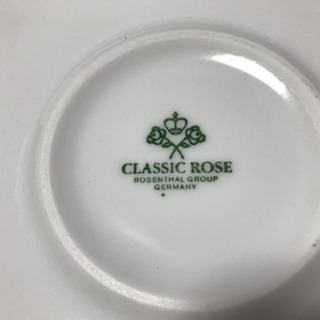 CLASSIC ROSE
ROSENTHAL GROUP
GERMANY